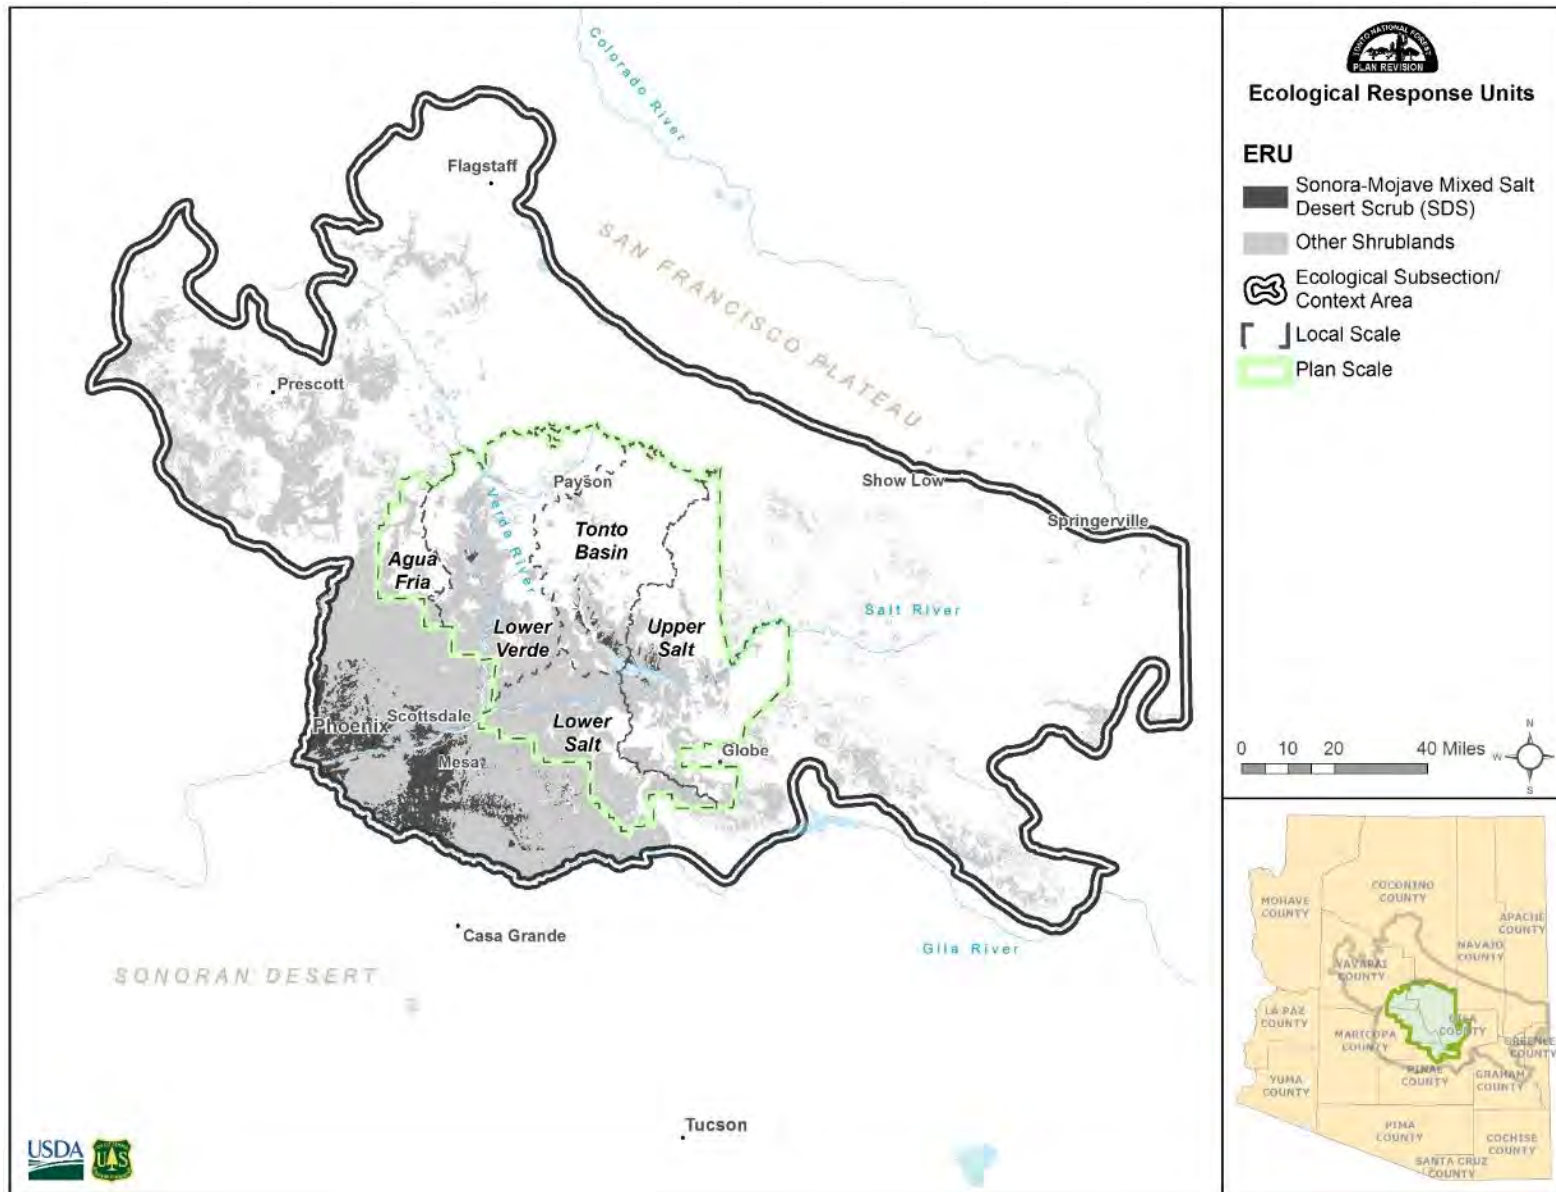 Colorado River
Flagstaff
SAN FRANCISCO PLATEAU
Prescott
Payson
Show Low
Springerville
Verde River
Tonto
Basin
Agua
Fria
Salt River
Lower
Verde
Upper
Salt
Phoenix
Scottsdale
Lower
Salt
Globe
Mesa
Casa Grande
Gila River
SONORAN DESERT
Tucson
USDA
U S
TONTO NATIONAL FOREST
PLAN REVISION
Ecological Response Units
ERU
Sonora-Mojave Mixed Salt
Desert Scrub (SDS)
Other Shrublands
Ecological Subsection/
Context Area
Local Scale
Plan Scale
0 10 20 40 Miles
N
W
S
COCONINO
COUNTY
MOHAVE
COUNTY
APACHE
COUNTY
NAVAJO
COUNTY
YAVAPAI
COUNTY
LA PAZ
COUNTY
GILA
COUNTY
MARICOPA
COUNTY
GREENLEE
COUNTY
PINAL
COUNTY
GRAHAM
COUNTY
YUMA
COUNTY
PIMA
COUNTY
COCHISE
COUNTY
SANTA CRUZ
COUNTY